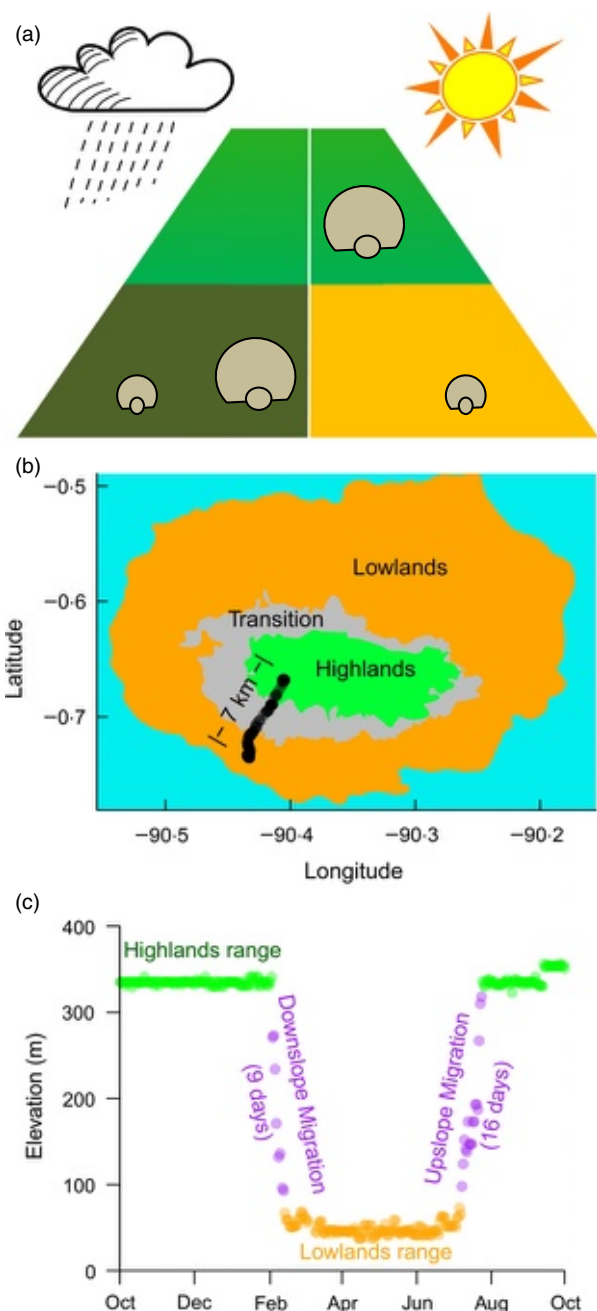 (a)
(b)
−0·5
−0·6
−0·7
Latitude
Lowlands
Transition
Highlands
|− 7 km −|
−90·5 −90·4 −90·3 −90·2
Longitude
(c)
400
300
200
100
0
Elevation (m)
Highlands range
Downslope Migration
(9 days)
Upslope Migration
(16 days)
Lowlands range
Oct Dec Feb Apr Jun Aug Oct